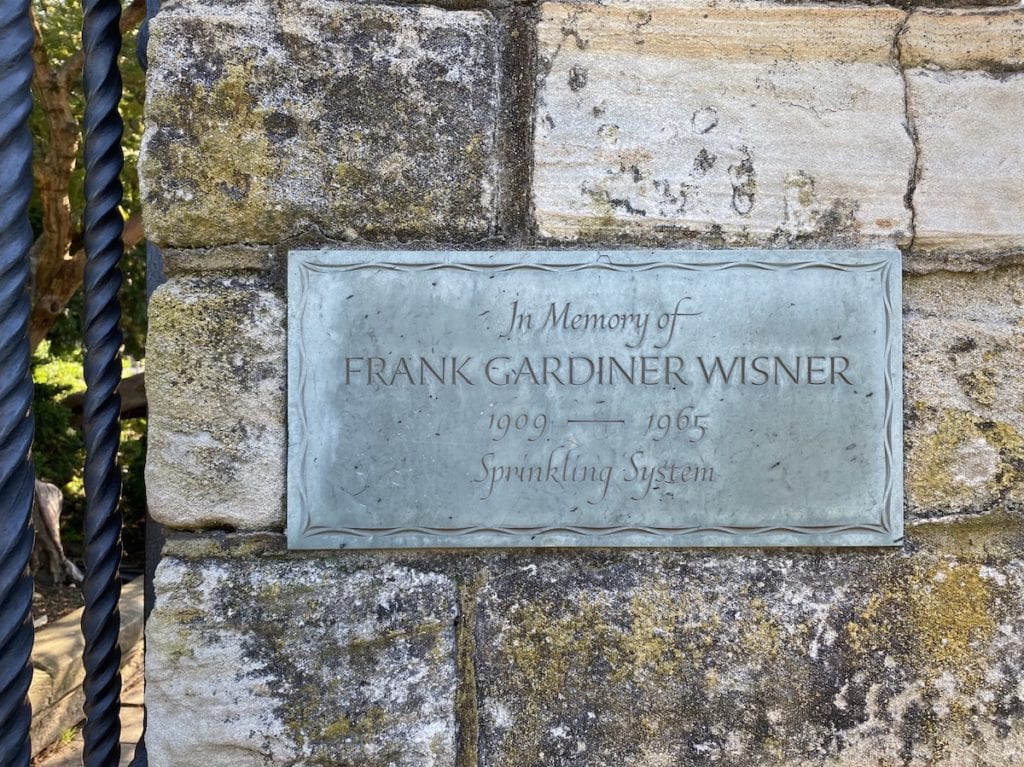 In Memory of
FRANK GARDINER WISNER
1909 — 1965
Sprinkling System